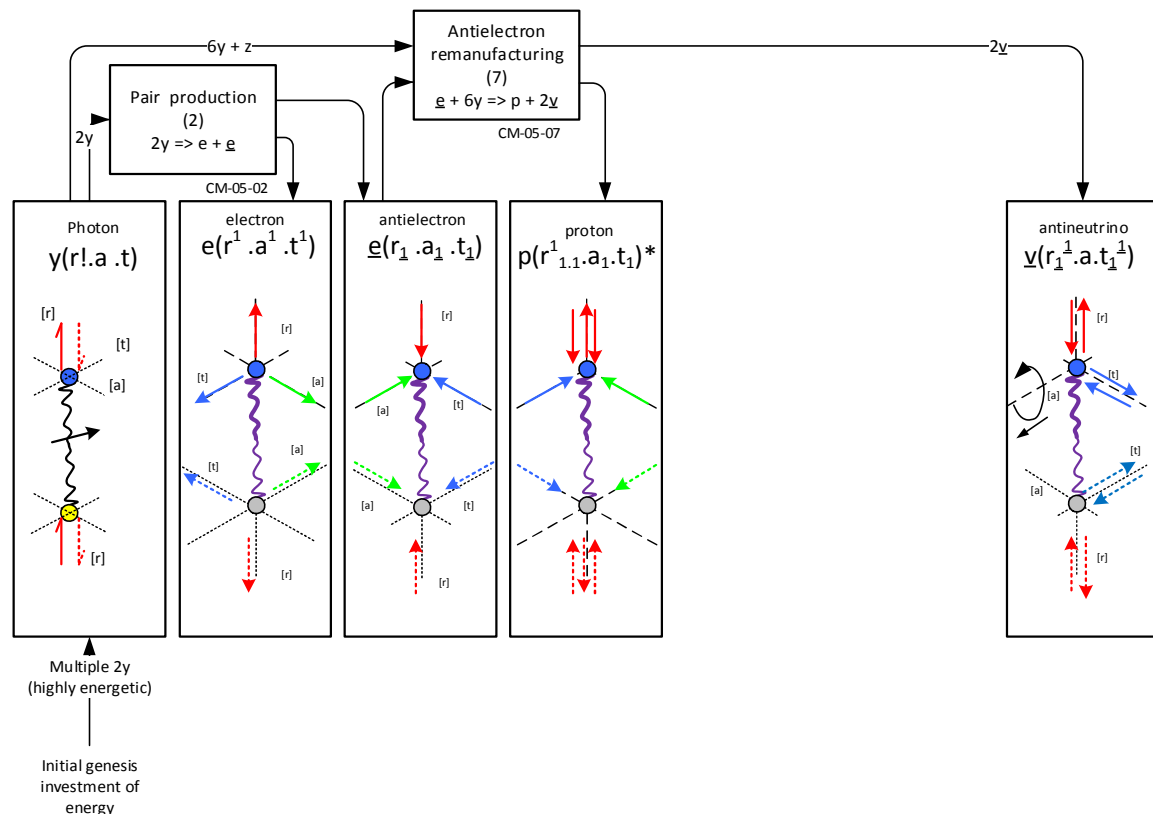 6y + z
Antielectron
remanufacturing
(7)
e + 6y => p + 2v
CM-05-07
2v
Pair production
(2)
2y => e + e
CM-05-02
2y
Photon
y(r!.a .t)
[r]
[t]
[a]
[r]
electron
e(r¹ .a¹ .t¹)
[r]
[t]
[a]
[t]
[a]
[r]
antielectron
e(r₁ .a₁ .t₁)
[r]
[a]
[t]
[a]
[t]
[r]
proton
p(r¹₁.₁.a₁.t₁)*
antineutrino
v(r₁¹.a.t₁¹)
[r]
[t]
[a]
[t]
[a]
[r]
Multiple 2y
(highly energetic)
Initial genesis
investment of
energy